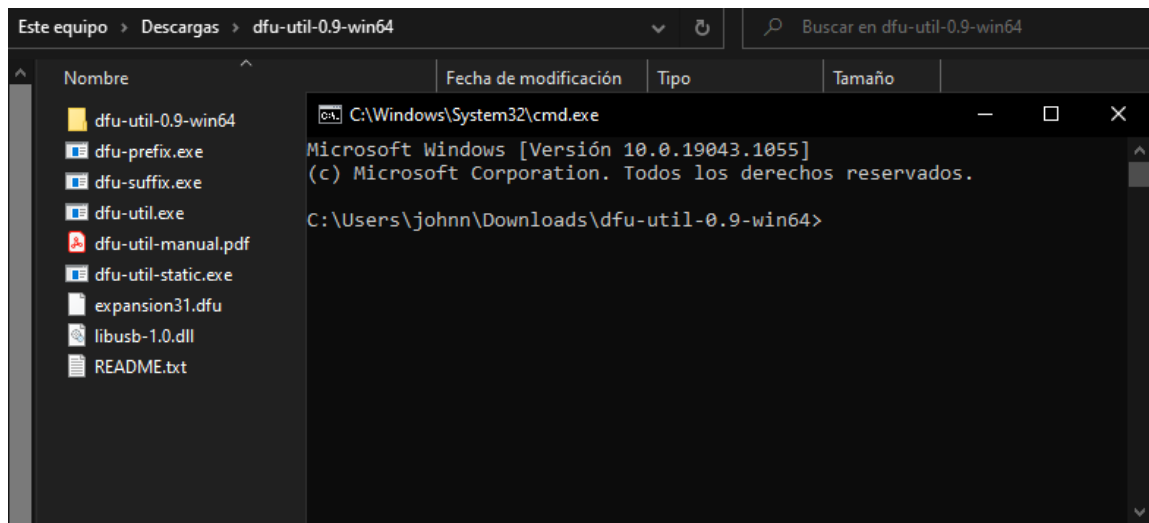 Este equipo > Descargas > dfu-util-0.9-win64
Buscar en dfu-util-0.9-win64
Nombre
Fecha de modificación
Tipo
Tamaño
dfu-util-0.9-win64
dfu-prefix.exe
dfu-suffix.exe
dfu-util.exe
dfu-util-manual.pdf
dfu-util-static.exe
expansion31.dfu
libusb-1.0.dll
README.txt
C:\Windows\System32\cmd.exe
Microsoft Windows [Versión 10.0.19043.1055]
(c) Microsoft Corporation. Todos los derechos reservados.
C:\Users\johnn\Downloads\dfu-util-0.9-win64>